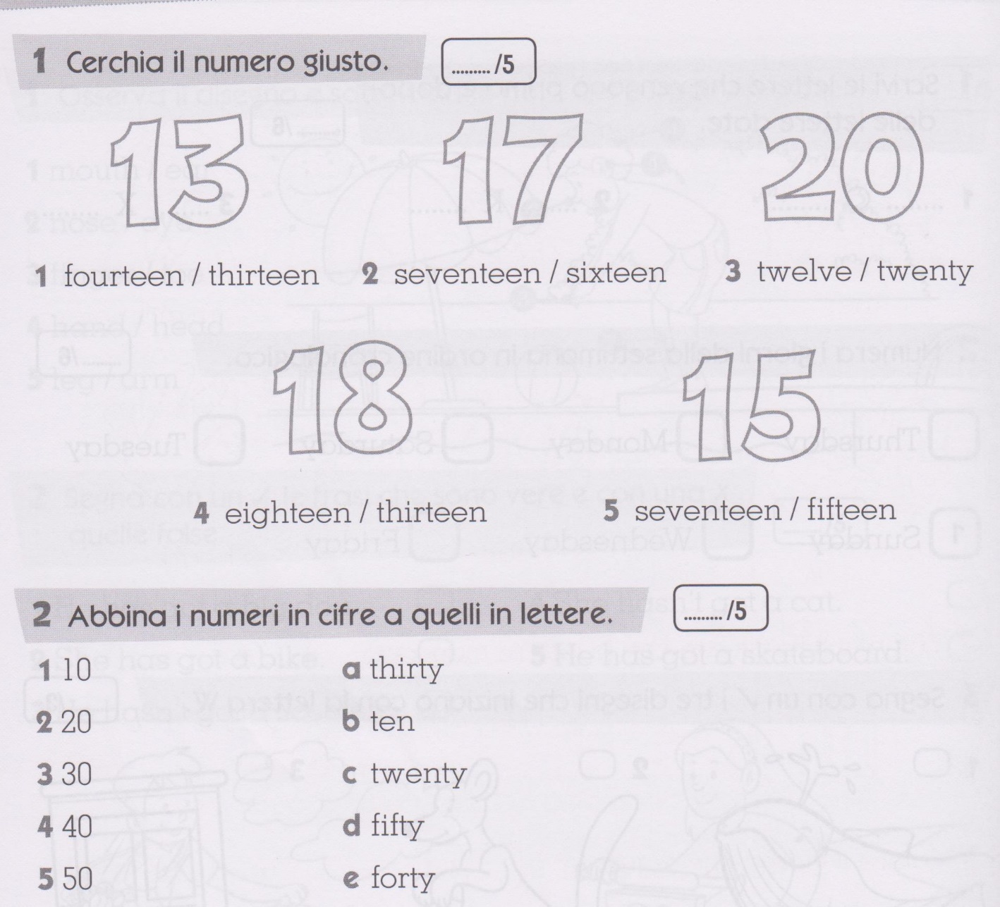 1 Cerchia il numero giusto. ......... /5
13 17 20
1 fourteen / thirteen 2 seventeen / sixteen 3 twelve / twenty
18 15
4 eighteen / thirteen 5 seventeen / fifteen
2 Abbina i numeri in cifre a quelli in lettere. ......... /5
1 10 a thirty
2 20 b ten
3 30 c twenty
4 40 d fifty
5 50 e forty